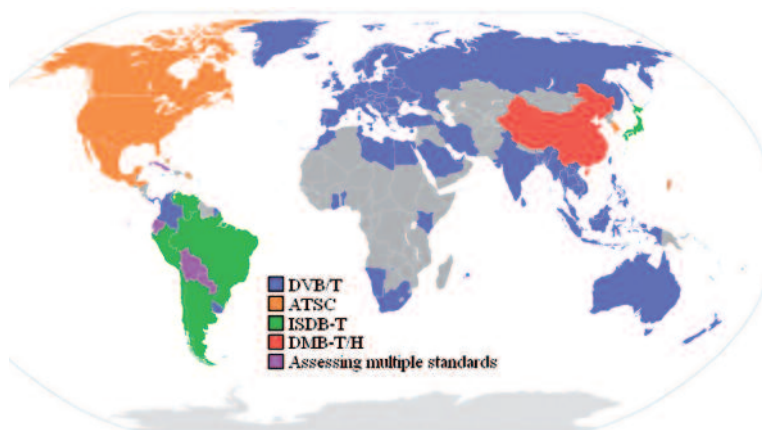 DVB/T
ATSC
ISDB-T
DMB-T/H
Assessing multiple standards